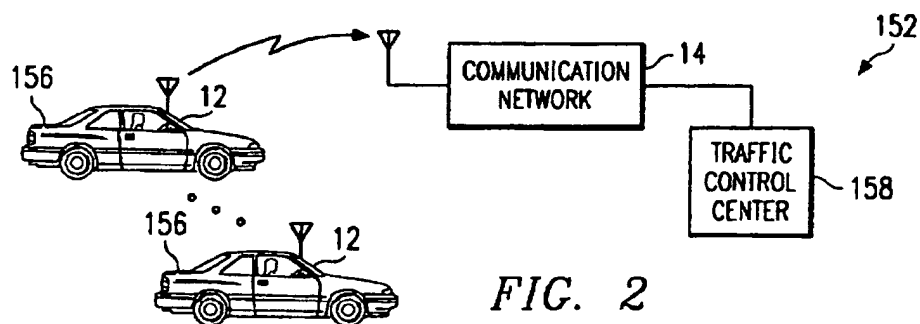 152
14
COMMUNICATION
NETWORK
156
12
TRAFFIC
CONTROL
CENTER
158
156
12
FIG. 2